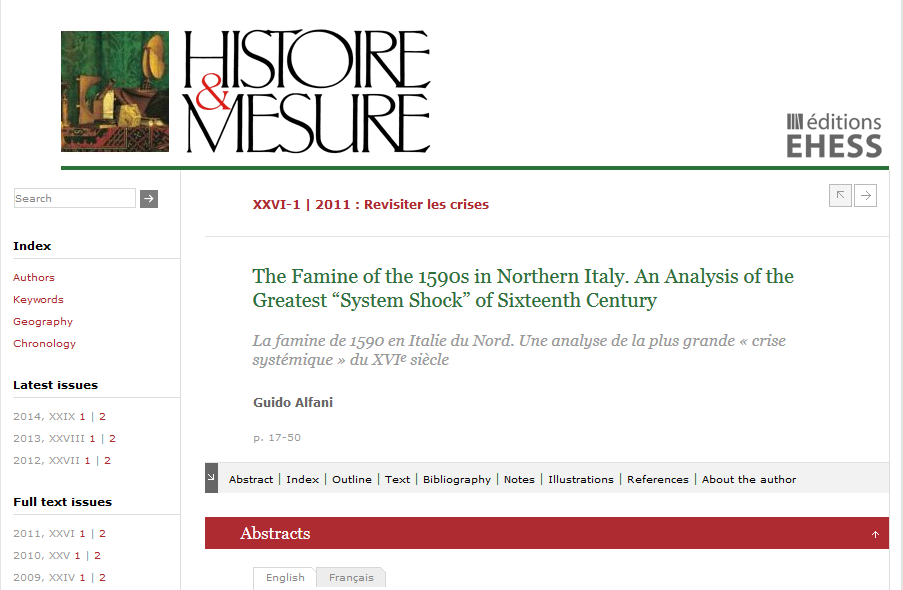 HISTOIRE
&
MESURE
éditions
EHESS
Search
Index
Authors
Keywords
Geography
Chronology
Latest issues
2014, XXIX 1 | 2
2013, XXVIII 1 | 2
2012, XXVII 1 | 2
Full text issues
2011, XXVI 1 | 2
2010, XXV 1 | 2
2009, XXIV 1 | 2
XXVI-1 | 2011 : Revisiter les crises
The Famine of the 1590s in Northern Italy. An Analysis of the
Greatest “System Shock” of Sixteenth Century
La famine de 1590 en Italie du Nord. Une analyse de la plus grande « crise
systémique » du XVIe siècle
Guido Alfani
p. 17-50
Abstract | Index | Outline | Text | Bibliography | Notes | Illustrations | References | About the author
Abstracts
English Français